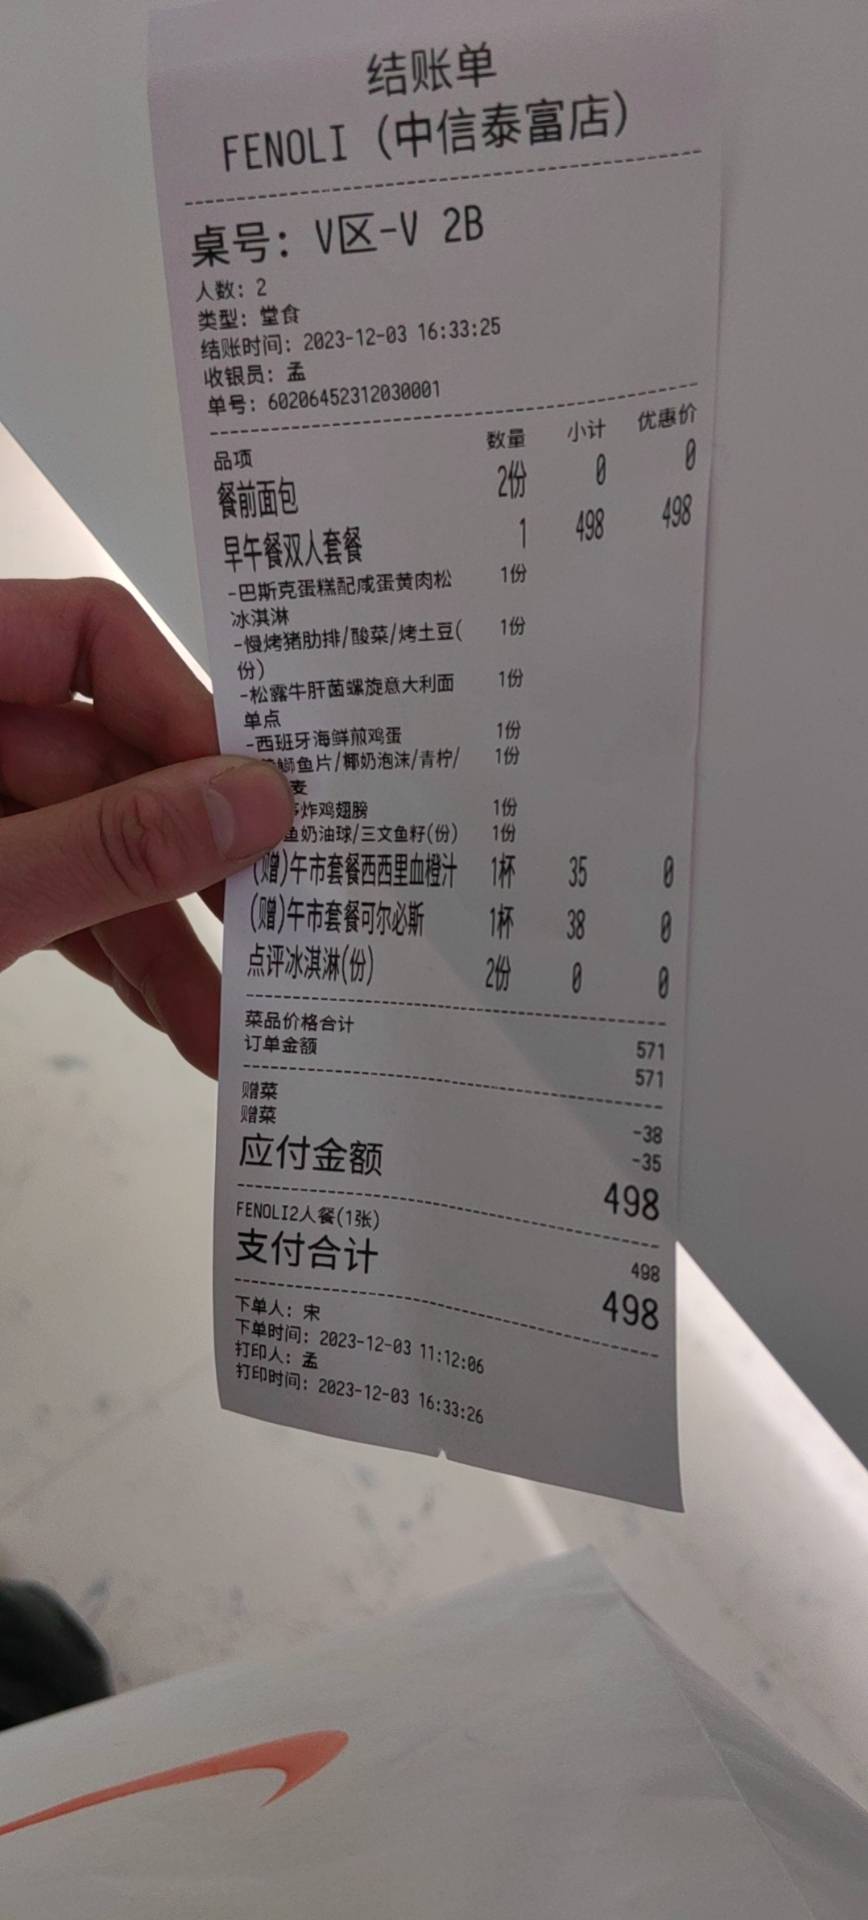 结账单
FENOLI（中信泰富店）
桌号：V区-V 2B
人数：2
类型：堂食
结账时间：2023-12-03 16:33:25
收银员：孟
单号：60206452312030001
品项 数量 小计 优惠价
餐前面包 2份 0 0
早午餐双人套餐 1 498 498
-巴斯克蛋糕配咸蛋黄肉松 1份
冰淇淋
-慢烤猪肋排/酸菜/烤土豆( 1份
份)
-松露牛肝菌螺旋意大利面 1份
单点
-西班牙海鲜煎鸡蛋 1份
鰤鱼片/椰奶泡沫/青柠/ 1份
麦
炸鸡翅膀 1份
鱼奶油球/三文鱼籽(份) 1份
(赠)午市套餐西西里血橙汁 1杯 35 0
(赠)午市套餐可尔必斯 1杯 38 0
点评冰淇淋(份) 2份 0 0
菜品价格合计 571
订单金额 571
赠菜 -38
赠菜 -35
应付金额 498
FENOLI2人餐(1张) 498
支付合计 498
下单人：宋
下单时间：2023-12-03 11:12:06
打印人：孟
打印时间：2023-12-03 16:33:26